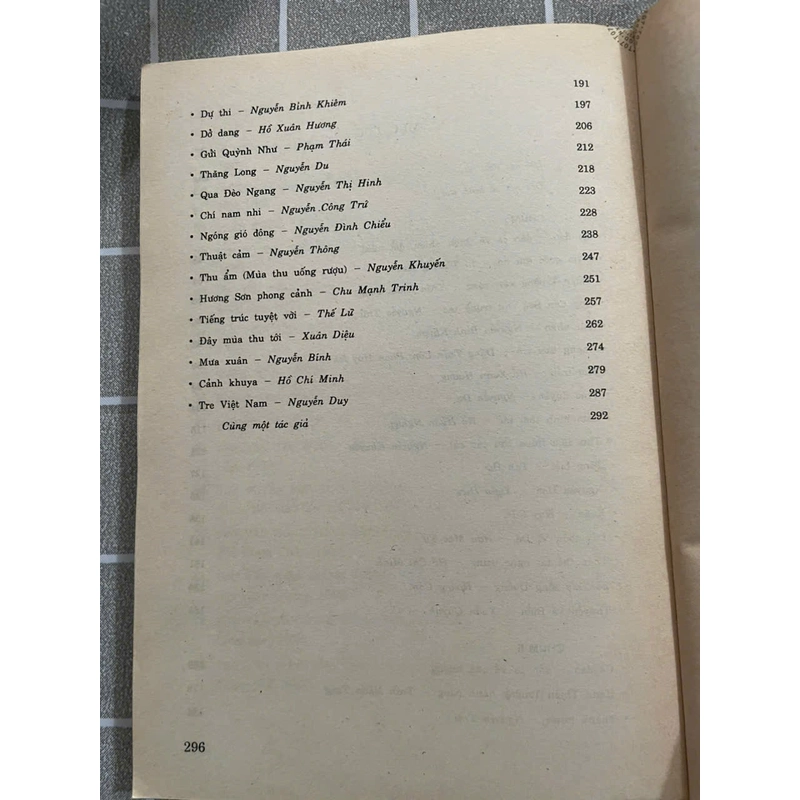 • Dự thi – Nguyễn Bỉnh Khiêm 191
• Dở dang – Hồ Xuân Hương 197
• Gửi Quỳnh Như – Phạm Thái 206
• Thăng Long – Nguyễn Du 212
• Qua Đèo Ngang – Nguyễn Thị Hinh 218
• Chí nam nhi – Nguyễn Công Trứ 223
• Ngóng gió đông – Nguyễn Đình Chiểu 228
• Thuật cảm – Nguyễn Thông 238
• Thu ẩm (Mùa thu uống rượu) – Nguyễn Khuyến 247
• Hương Sơn phong cảnh – Chu Mạnh Trinh 251
• Tiếng trúc tuyệt vời – Thế Lữ 257
• Đây mùa thu tới – Xuân Diệu 262
• Mưa xuân – Nguyễn Bính 274
• Cảnh khuya – Hồ Chí Minh 279
• Tre Việt Nam – Nguyễn Duy 287
Cùng một tác giả 292
296